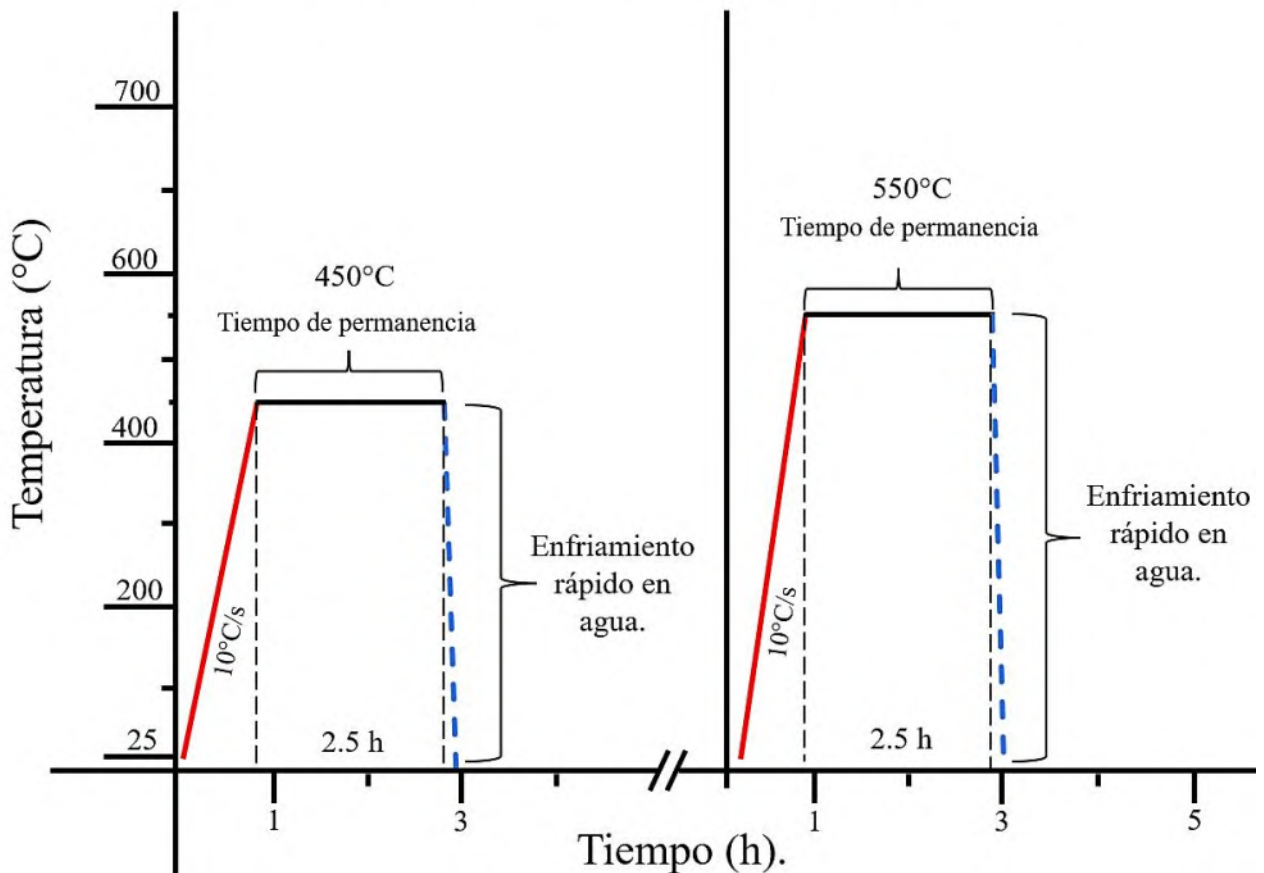 700
600
400
200
25
Temperatura (°C)
450°C
Tiempo de permanencia
10°C/s
2.5 h
Enfriamiento
rápido en
agua.
1
3
550°C
Tiempo de permanencia
10°C/s
2.5 h
Enfriamiento
rápido en
agua.
1
3
5
Tiempo (h).